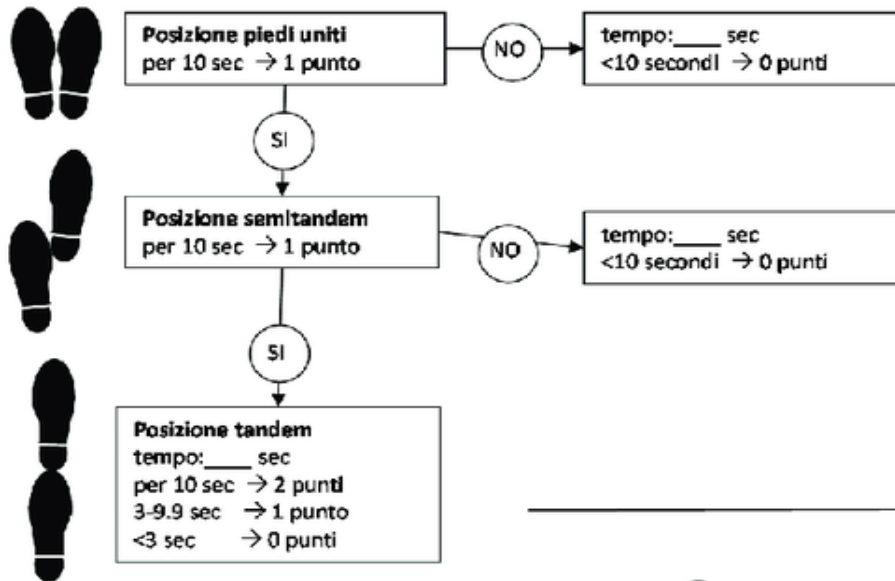 Posizione piedi uniti
per 10 sec → 1 punto
NO
tempo:____ sec
<10 secondi → 0 punti
SI
Posizione semitandem
per 10 sec → 1 punto
NO
tempo:____ sec
<10 secondi → 0 punti
SI
Posizione tandem
tempo:____ sec
per 10 sec → 2 punti
3-9.9 sec → 1 punto
<3 sec → 0 punti